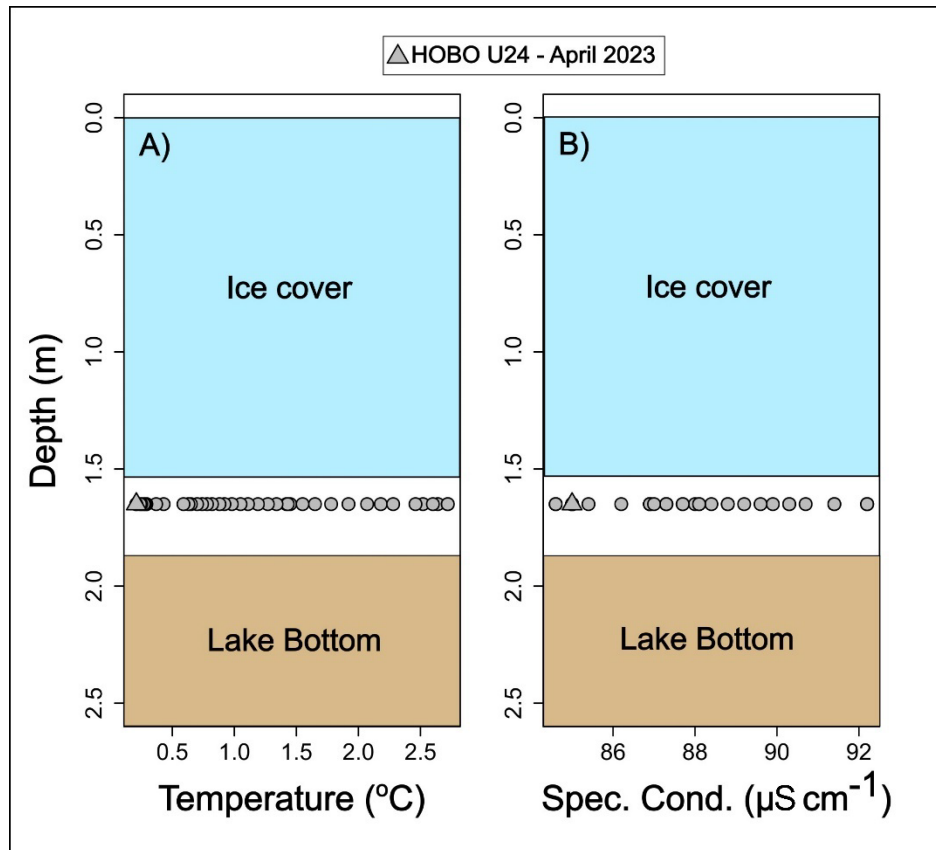 HOBO U24 - April 2023
A)
B)
0.0
0.5
1.0
1.5
2.0
2.5
Depth (m)
Ice cover
Ice cover
Lake Bottom
Lake Bottom
0.5 1.0 1.5 2.0 2.5
86 88 90 92
Temperature (ºC)
Spec. Cond. (µS cm⁻¹)
0.0
0.5
1.0
1.5
2.0
2.5